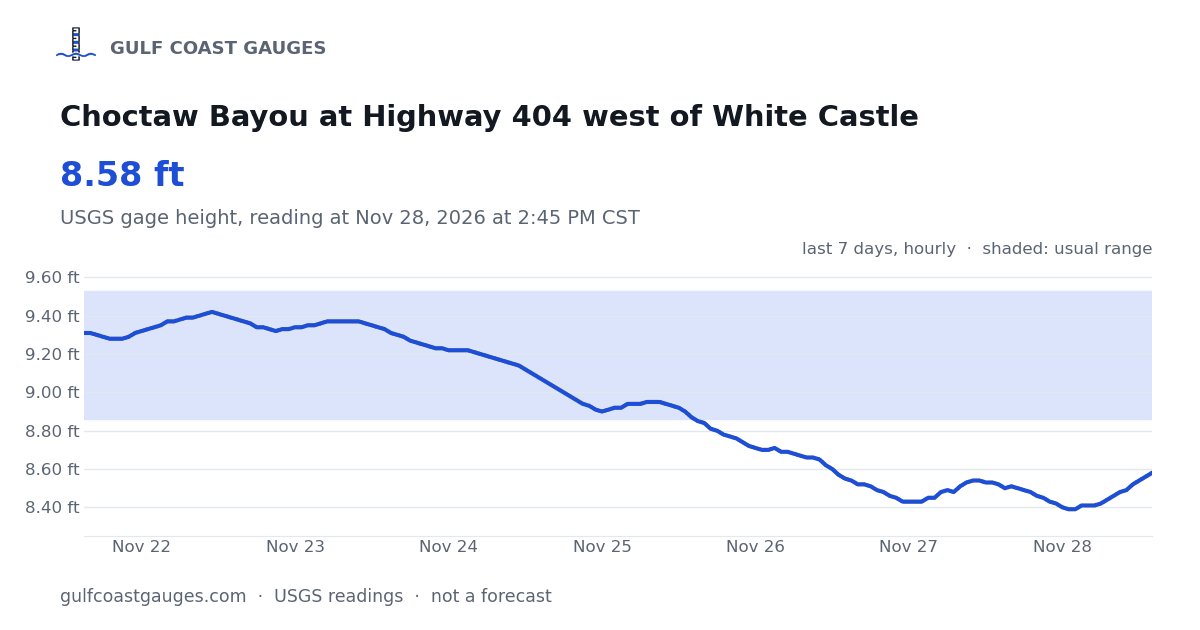 GULF COAST GAUGES
Choctaw Bayou at Highway 404 west of White Castle
8.58 ft
USGS gage height, reading at Nov 28, 2026 at 2:45 PM CST
last 7 days, hourly · shaded: usual range
9.60 ft
9.40 ft
9.20 ft
9.00 ft
8.80 ft
8.60 ft
8.40 ft
Nov 22 Nov 23 Nov 24 Nov 25 Nov 26 Nov 27 Nov 28
gulfcoastgauges.com · USGS readings · not a forecast